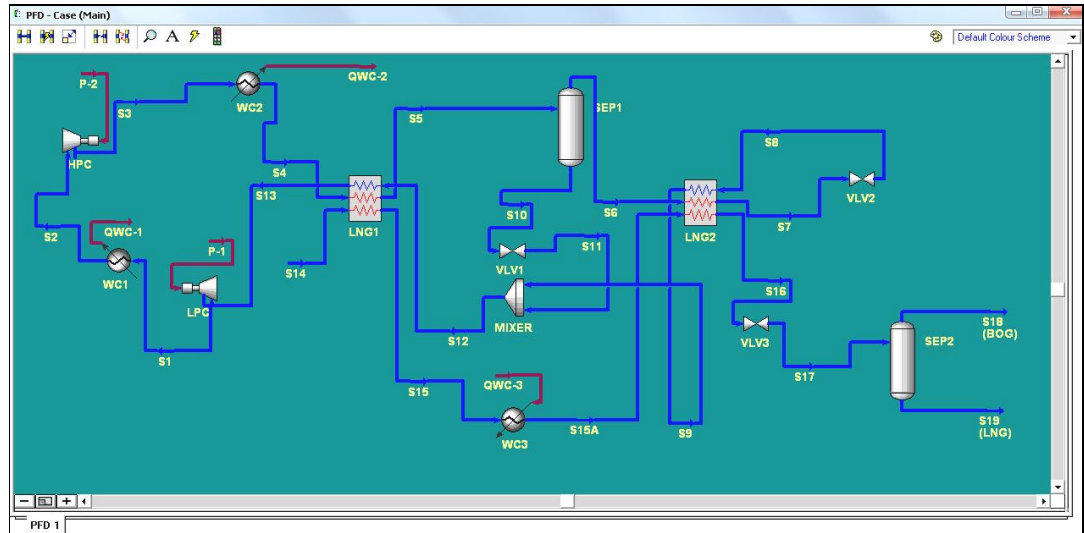 PFD - Case (Main)
A
Default Colour Scheme
P-2
S3
QWC-2
WC2
HPC
S4
S5
SEP1
S8
VLV2
S13
LNG1
S10
S6
LNG2
S7
S2
QWC-1
WC1
P-1
LPC
S14
S11
VLV1
MIXER
S12
S16
VLV3
S18
(BOG)
SEP2
S1
S15
QWC-3
S17
WC3
S15A
S9
S19
(LNG)
PFD 1